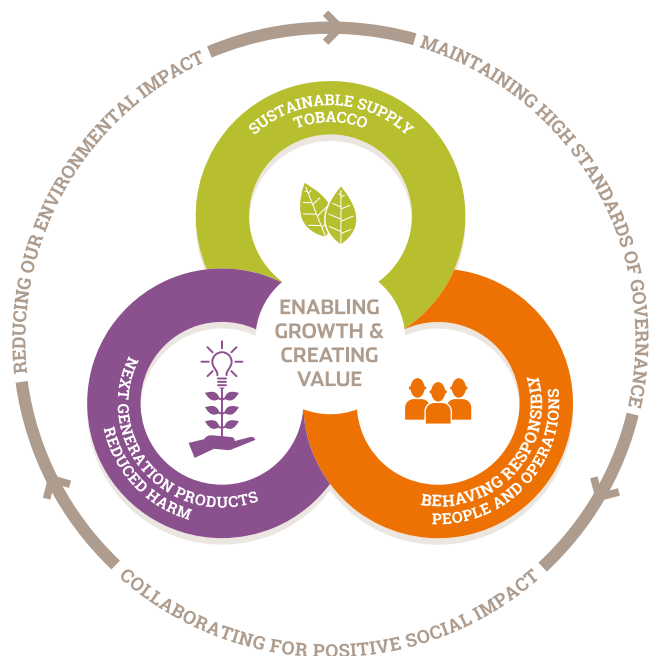 REDUCING OUR ENVIRONMENTAL IMPACT
MAINTAINING HIGH STANDARDS OF GOVERNANCE
SUSTAINABLE SUPPLY
TOBACCO
ENABLING
GROWTH &
CREATING
VALUE
NEXT GENERATION PRODUCTS
REDUCED HARM
BEHAVING RESPONSIBLY
PEOPLE AND OPERATIONS
COLLABORATING FOR POSITIVE SOCIAL IMPACT